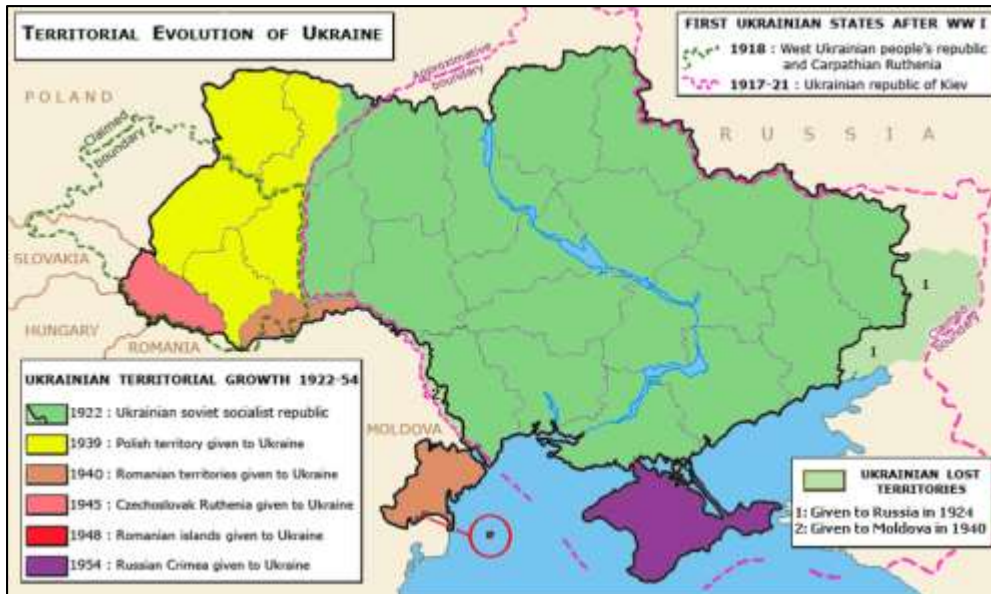 TERRITORIAL EVOLUTION OF UKRAINE
FIRST UKRAINIAN STATES AFTER WW I
1918 : West Ukrainian people's republic
and Carpathian Ruthenia
1917-21 : Ukrainian republic of Kiev
POLAND
Claimed
boundary
Approximative
boundary
RUSSIA
SLOVAKIA
HUNGARY
ROMANIA
MOLDOVA
1
1
2
Claimed
boundary
UKRAINIAN TERRITORIAL GROWTH 1922-54
1922 : Ukrainian soviet socialist republic
1939 : Polish territory given to Ukraine
1940 : Romanian territories given to Ukraine
1945 : Czechoslovak Ruthenia given to Ukraine
1948 : Romanian islands given to Ukraine
1954 : Russian Crimea given to Ukraine
UKRAINIAN LOST
TERRITORIES
1: Given to Russia in 1924
2: Given to Moldova in 1940